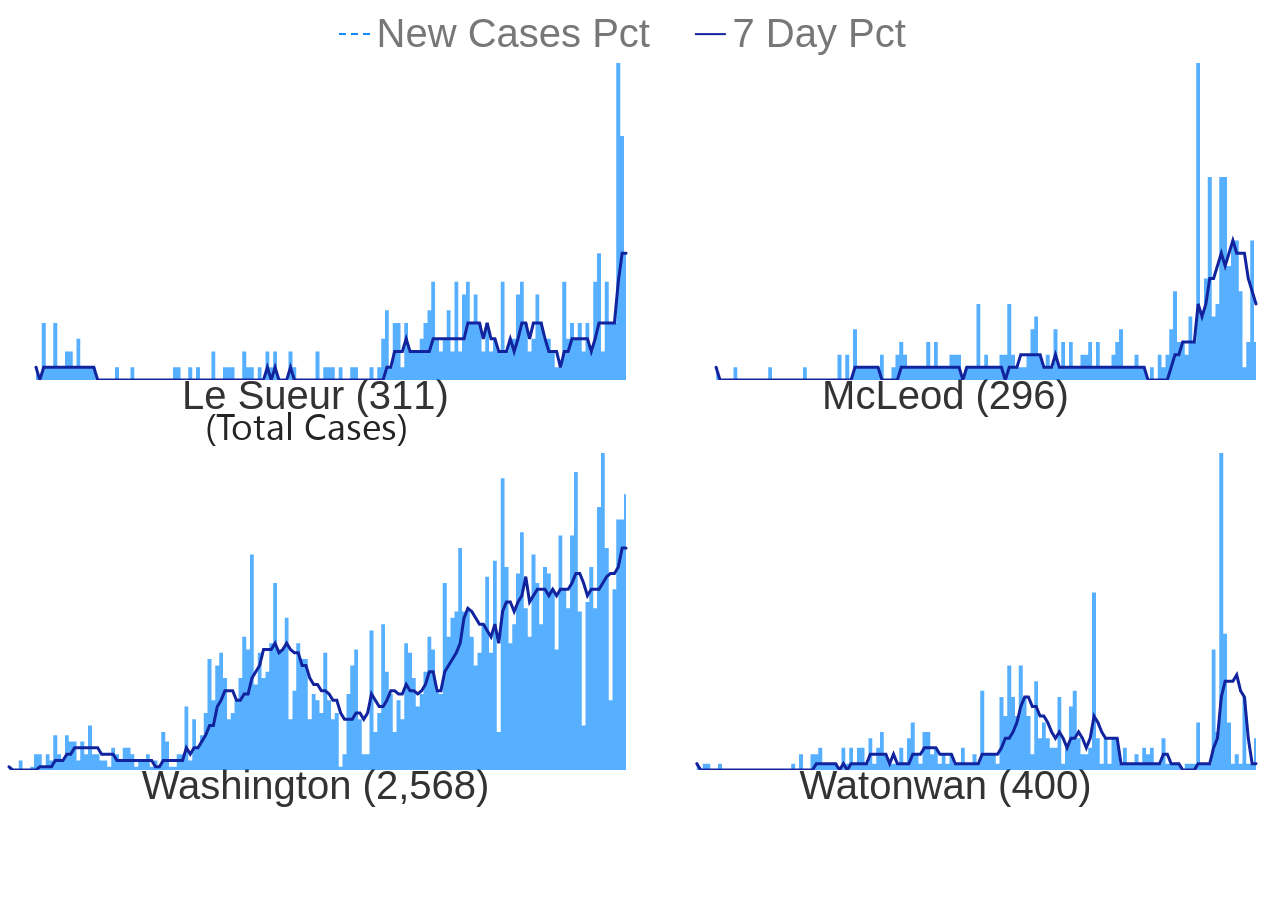 New Cases Pct 7 Day Pct
Le Sueur (311) McLeod (296)
(Total Cases)
Washington (2,568) Watonwan (400)